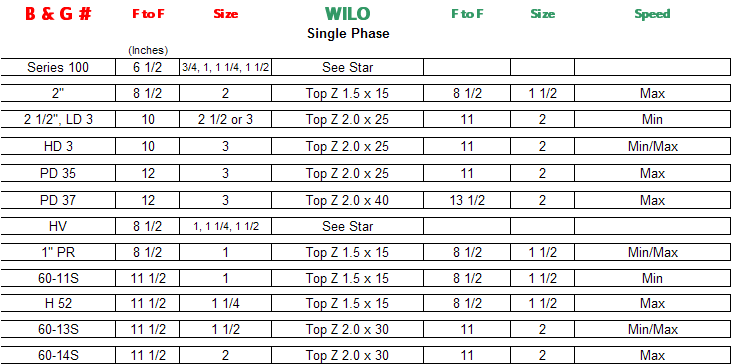 B & G # F to F Size WILO F to F Size Speed
Single Phase
(Inches)
Series 100 6 1/2 3/4, 1, 1 1/4, 1 1/2 See Star
2" 8 1/2 2 Top Z 1.5 x 15 8 1/2 1 1/2 Max
2 1/2", LD 3 10 2 1/2 or 3 Top Z 2.0 x 25 11 2 Min
HD 3 10 3 Top Z 2.0 x 25 11 2 Min/Max
PD 35 12 3 Top Z 2.0 x 25 11 2 Max
PD 37 12 3 Top Z 2.0 x 40 13 1/2 2 Max
HV 8 1/2 1, 1 1/4, 1 1/2 See Star
1" PR 8 1/2 1 Top Z 1.5 x 15 8 1/2 1 1/2 Min/Max
60-11S 11 1/2 1 Top Z 1.5 x 15 8 1/2 1 1/2 Min
H 52 11 1/2 1 1/4 Top Z 1.5 x 15 8 1/2 1 1/2 Max
60-13S 11 1/2 1 1/2 Top Z 2.0 x 30 11 2 Min/Max
60-14S 11 1/2 2 Top Z 2.0 x 30 11 2 Max